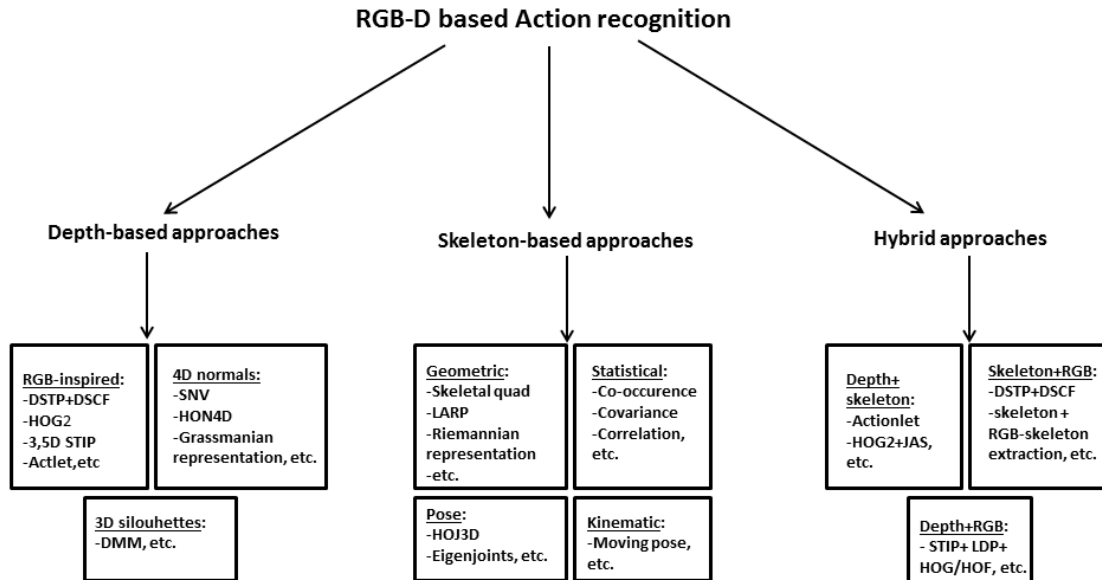 RGB-D based Action recognition
Depth-based approaches
Skeleton-based approaches
Hybrid approaches
RGB-inspired:
-DSTP+DSCF
-HOG2
-3,5D STIP
-Actlet,etc
4D normals:
-SNV
-HON4D
-Grassmanian
representation, etc.
3D silouhettes:
-DMM, etc.
Geometric:
-Skeletal quad
-LARP
-Riemannian
representation
-etc.
Statistical:
-Co-occurence
-Covariance
-Correlation,
etc.
Pose:
-HOJ3D
-Eigenjoints, etc.
Kinematic:
-Moving pose,
etc.
Depth+
skeleton:
-Actionlet
-HOG2+JAS,
etc.
Skeleton+RGB:
-DSTP+DSCF
-skeleton +
RGB-skeleton
extraction, etc.
Depth+RGB:
- STIP+ LDP+
HOG/HOF, etc.